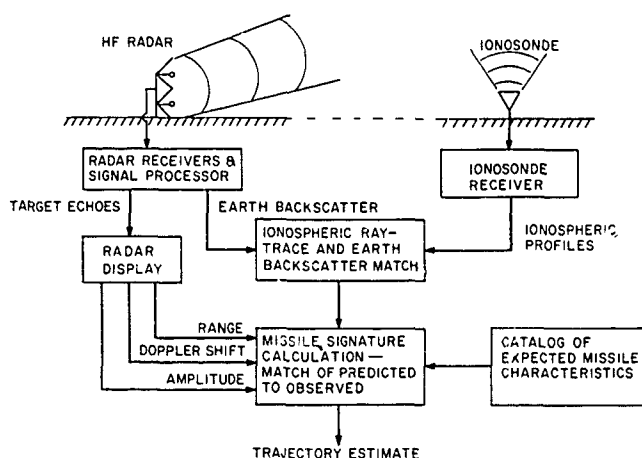 HF RADAR
IONOSONDE
RADAR RECEIVERS &
SIGNAL PROCESSOR
IONOSONDE
RECEIVER
TARGET ECHOES
EARTH BACKSCATTER
IONOSPHERIC RAY-
TRACE AND EARTH
BACKSCATTER MATCH
IONOSPHERIC
PROFILES
RADAR
DISPLAY
RANGE
DOPPLER SHIFT
AMPLITUDE
MISSILE SIGNATURE
CALCULATION—
MATCH OF PREDICTED
TO OBSERVED
CATALOG OF
EXPECTED MISSILE
CHARACTERISTICS
TRAJECTORY ESTIMATE